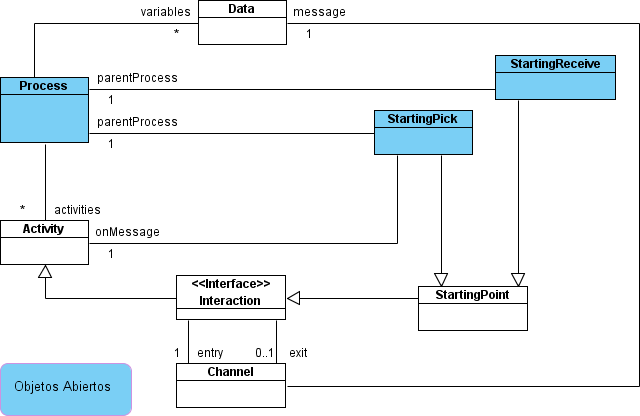 variables
Data
message
*
1
StartingReceive
Process
parentProcess
1
StartingPick
parentProcess
1
*
activities
Activity
onMessage
1
<<Interface>>
Interaction
StartingPoint
1
entry
0..1
exit
Channel
Objetos Abiertos